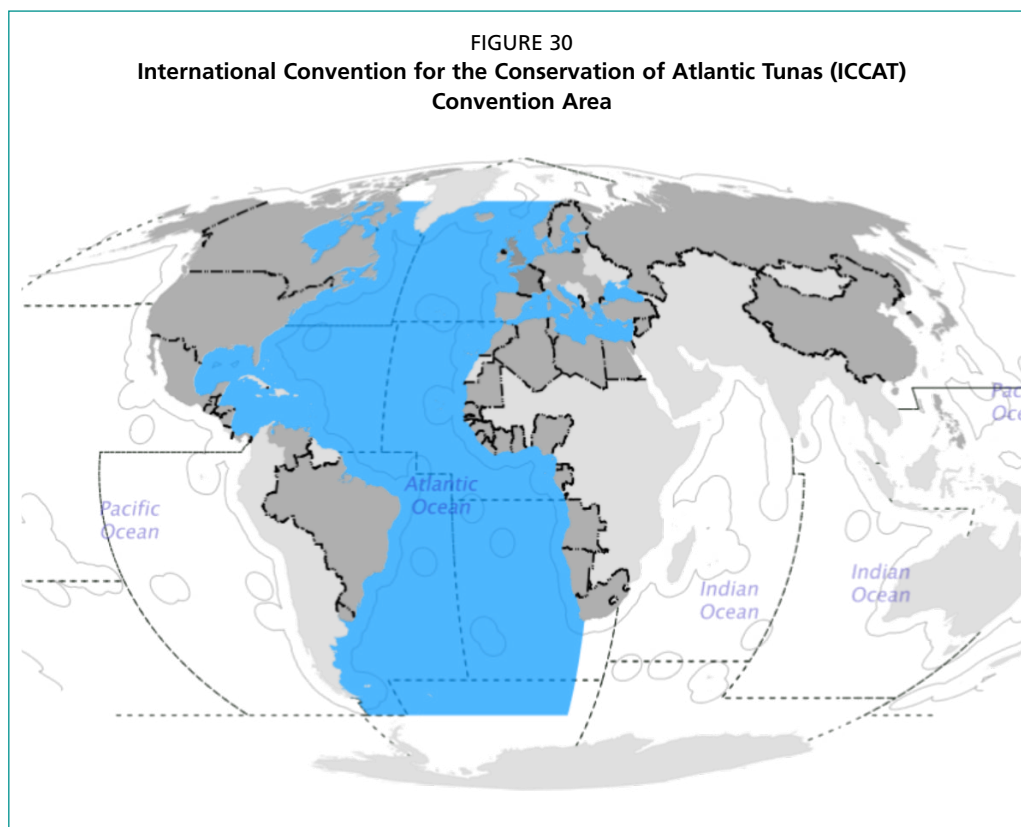 FIGURE 30
International Convention for the Conservation of Atlantic Tunas (ICCAT)
Convention Area
Pacific
Ocean
Atlantic
Ocean
Indian
Ocean
Indian
Ocean